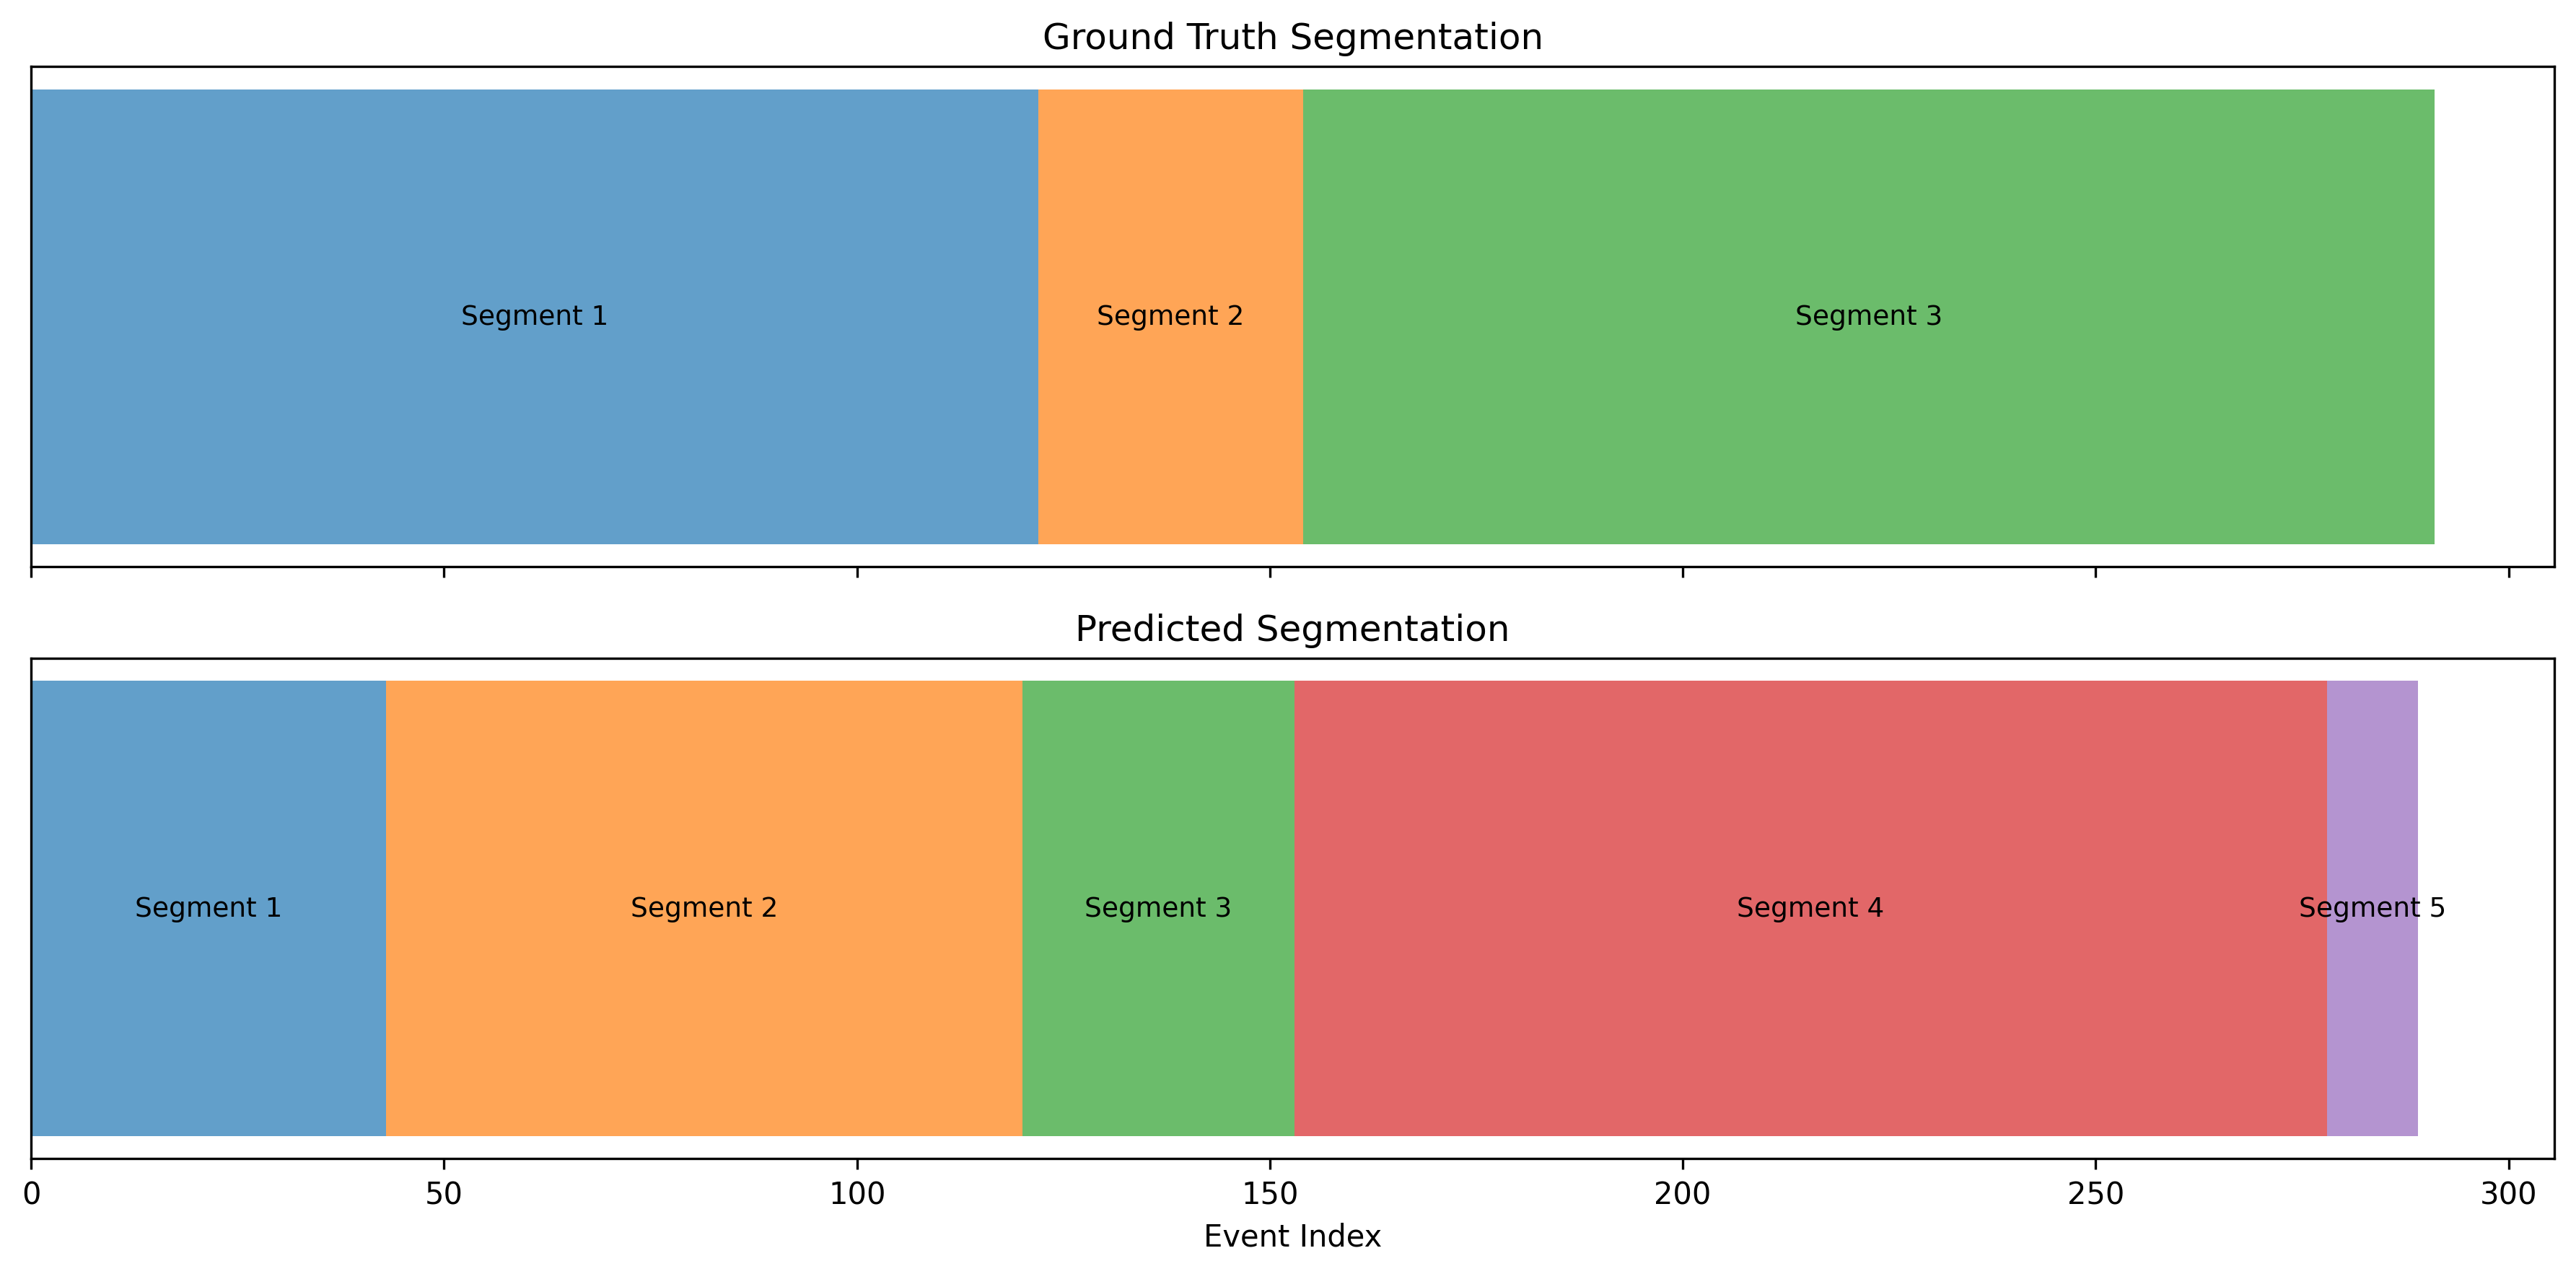 Ground Truth Segmentation
Segment 1 Segment 2 Segment 3
Predicted Segmentation
Segment 1 Segment 2 Segment 3 Segment 4 Segment 5
0 50 100 150 200 250 300
Event Index